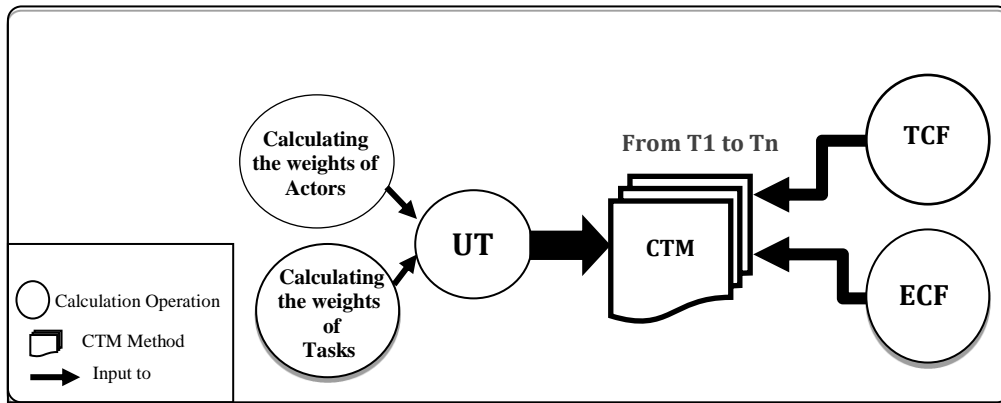 Calculating
the weights of
Actors
Calculating
the weights
of
Tasks
UT
From T1 to Tn
CTM
TCF
ECF
Calculation Operation
CTM Method
Input to